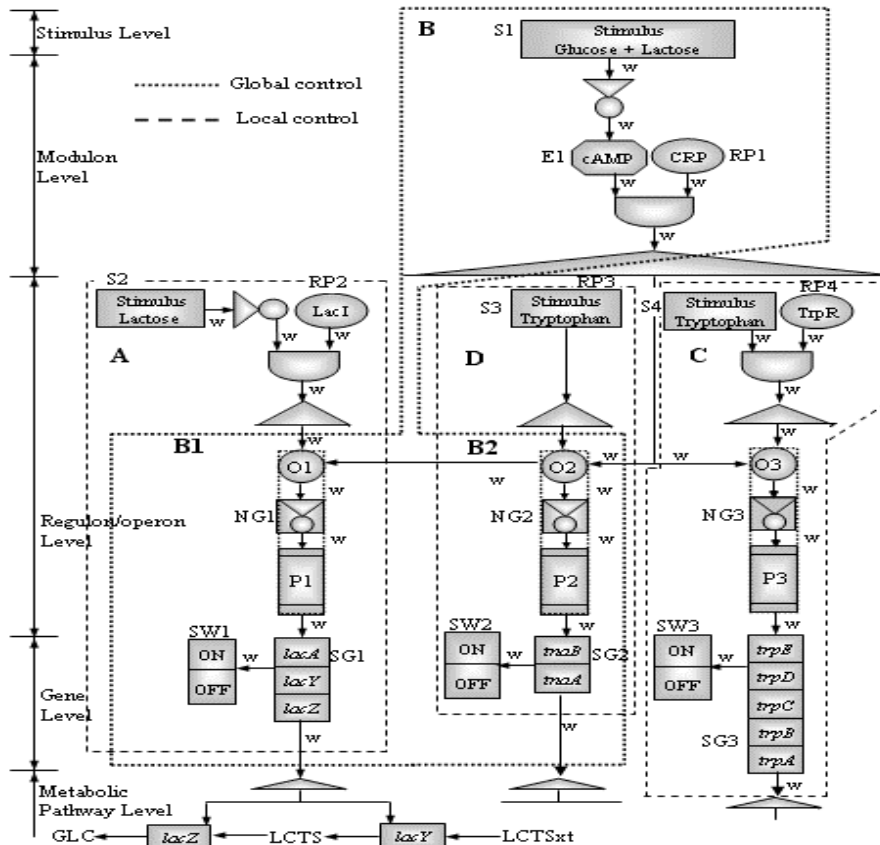 Stimulus Level
Modulon
Level
Regulon/operon
Level
Gene
Level
Metabolic
Pathway Level
Global control
Local control
B
S1
Stimulus
Glucose + Lactose
w
w
E1
cAMP
CRP
RP1
w
w
w
S2
Stimulus
Lactose
w
RP2
LacI
w
w
A
w
w
S3
RP3
Stimulus
Tryptophan
D
S4
Stimulus
Tryptophan
RP4
TrpR
w
w
C
w
w
B1
B2
O1
w
w
O2
w
w
O3
w
NG1
w
NG2
w
NG3
w
P1
w
P2
w
P3
w
SW1
ON
OFF
w
lacA
lacY
lacZ
SG1
w
SW2
ON
OFF
w
tnaB
tnaA
SG2
w
SW3
ON
OFF
w
trpE
trpD
trpC
trpB
trpA
SG3
w
GLC
lacZ
LCTS
lacY
LCTSxt